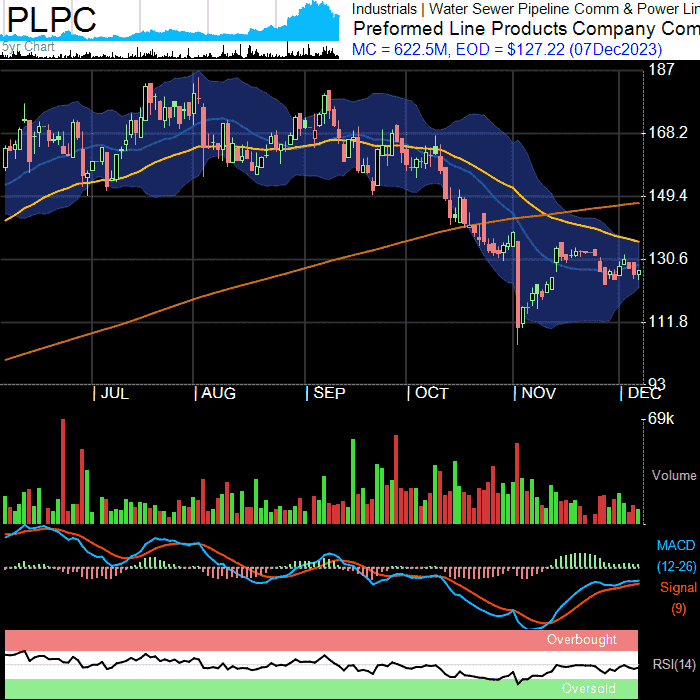 PLPC
5yr Chart
Industrials | Water Sewer Pipeline Comm & Power Lin
Preformed Line Products Company Com
MC = 622.5M, EOD = $127.22 (07Dec2023)
187
168.2
149.4
130.6
111.8
93
JUL AUG SEP OCT NOV DEC
69k
Volume
MACD
(12-26)
Signal
(9)
Overbought
RSI(14)
Oversold